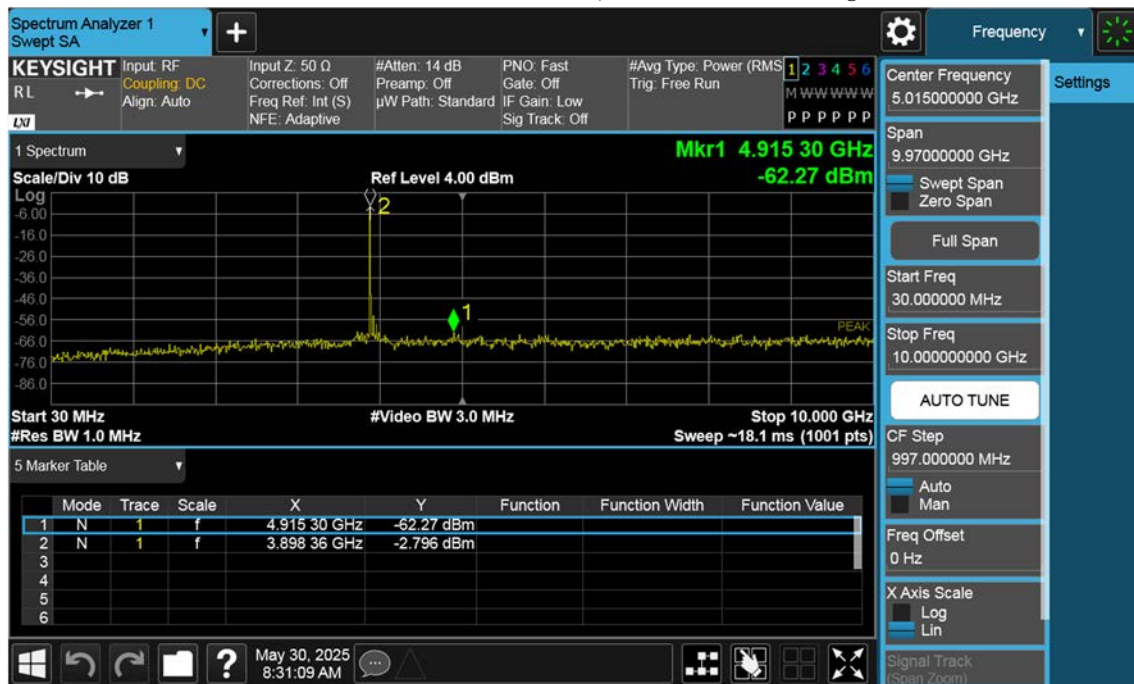 Spectrum Analyzer 1
Swept SA
+
Frequency
KEYSIGHT
RL
LXI
Input: RF
Coupling: DC
Align: Auto
Input Z: 50 Ω
Corrections: Off
Freq Ref: Int (S)
NFE: Adaptive
#Atten: 14 dB
Preamp: Off
µW Path: Standard
PNO: Fast
Gate: Off
IF Gain: Low
Sig Track: Off
#Avg Type: Power (RMS
Trig: Free Run
1 2 3 4 5 6
M W W W W W
P P P P P P
1 Spectrum
Mkr1 4.915 30 GHz
Scale/Div 10 dB
Ref Level 4.00 dBm
-62.27 dBm
Log
-6.00
-16.0
-26.0
-36.0
-46.0
-56.0
-66.0
-76.0
-86.0
2
1
PEAK
Start 30 MHz
#Video BW 3.0 MHz
Stop 10.000 GHz
#Res BW 1.0 MHz
Sweep ~18.1 ms (1001 pts)
5 Marker Table
Mode Trace Scale X Y Function Function Width Function Value
1 N 1 f 4.915 30 GHz -62.27 dBm
2 N 1 f 3.898 36 GHz -2.796 dBm
3
4
5
6
?
May 30, 2025
8:31:09 AM
Center Frequency
5.015000000 GHz
Span
9.97000000 GHz
Swept Span
Zero Span
Full Span
Start Freq
30.000000 MHz
Stop Freq
10.000000000 GHz
AUTO TUNE
CF Step
997.000000 MHz
Auto
Man
Freq Offset
0 Hz
X Axis Scale
Log
Lin
Signal Track
(Span Zoom)
Settings